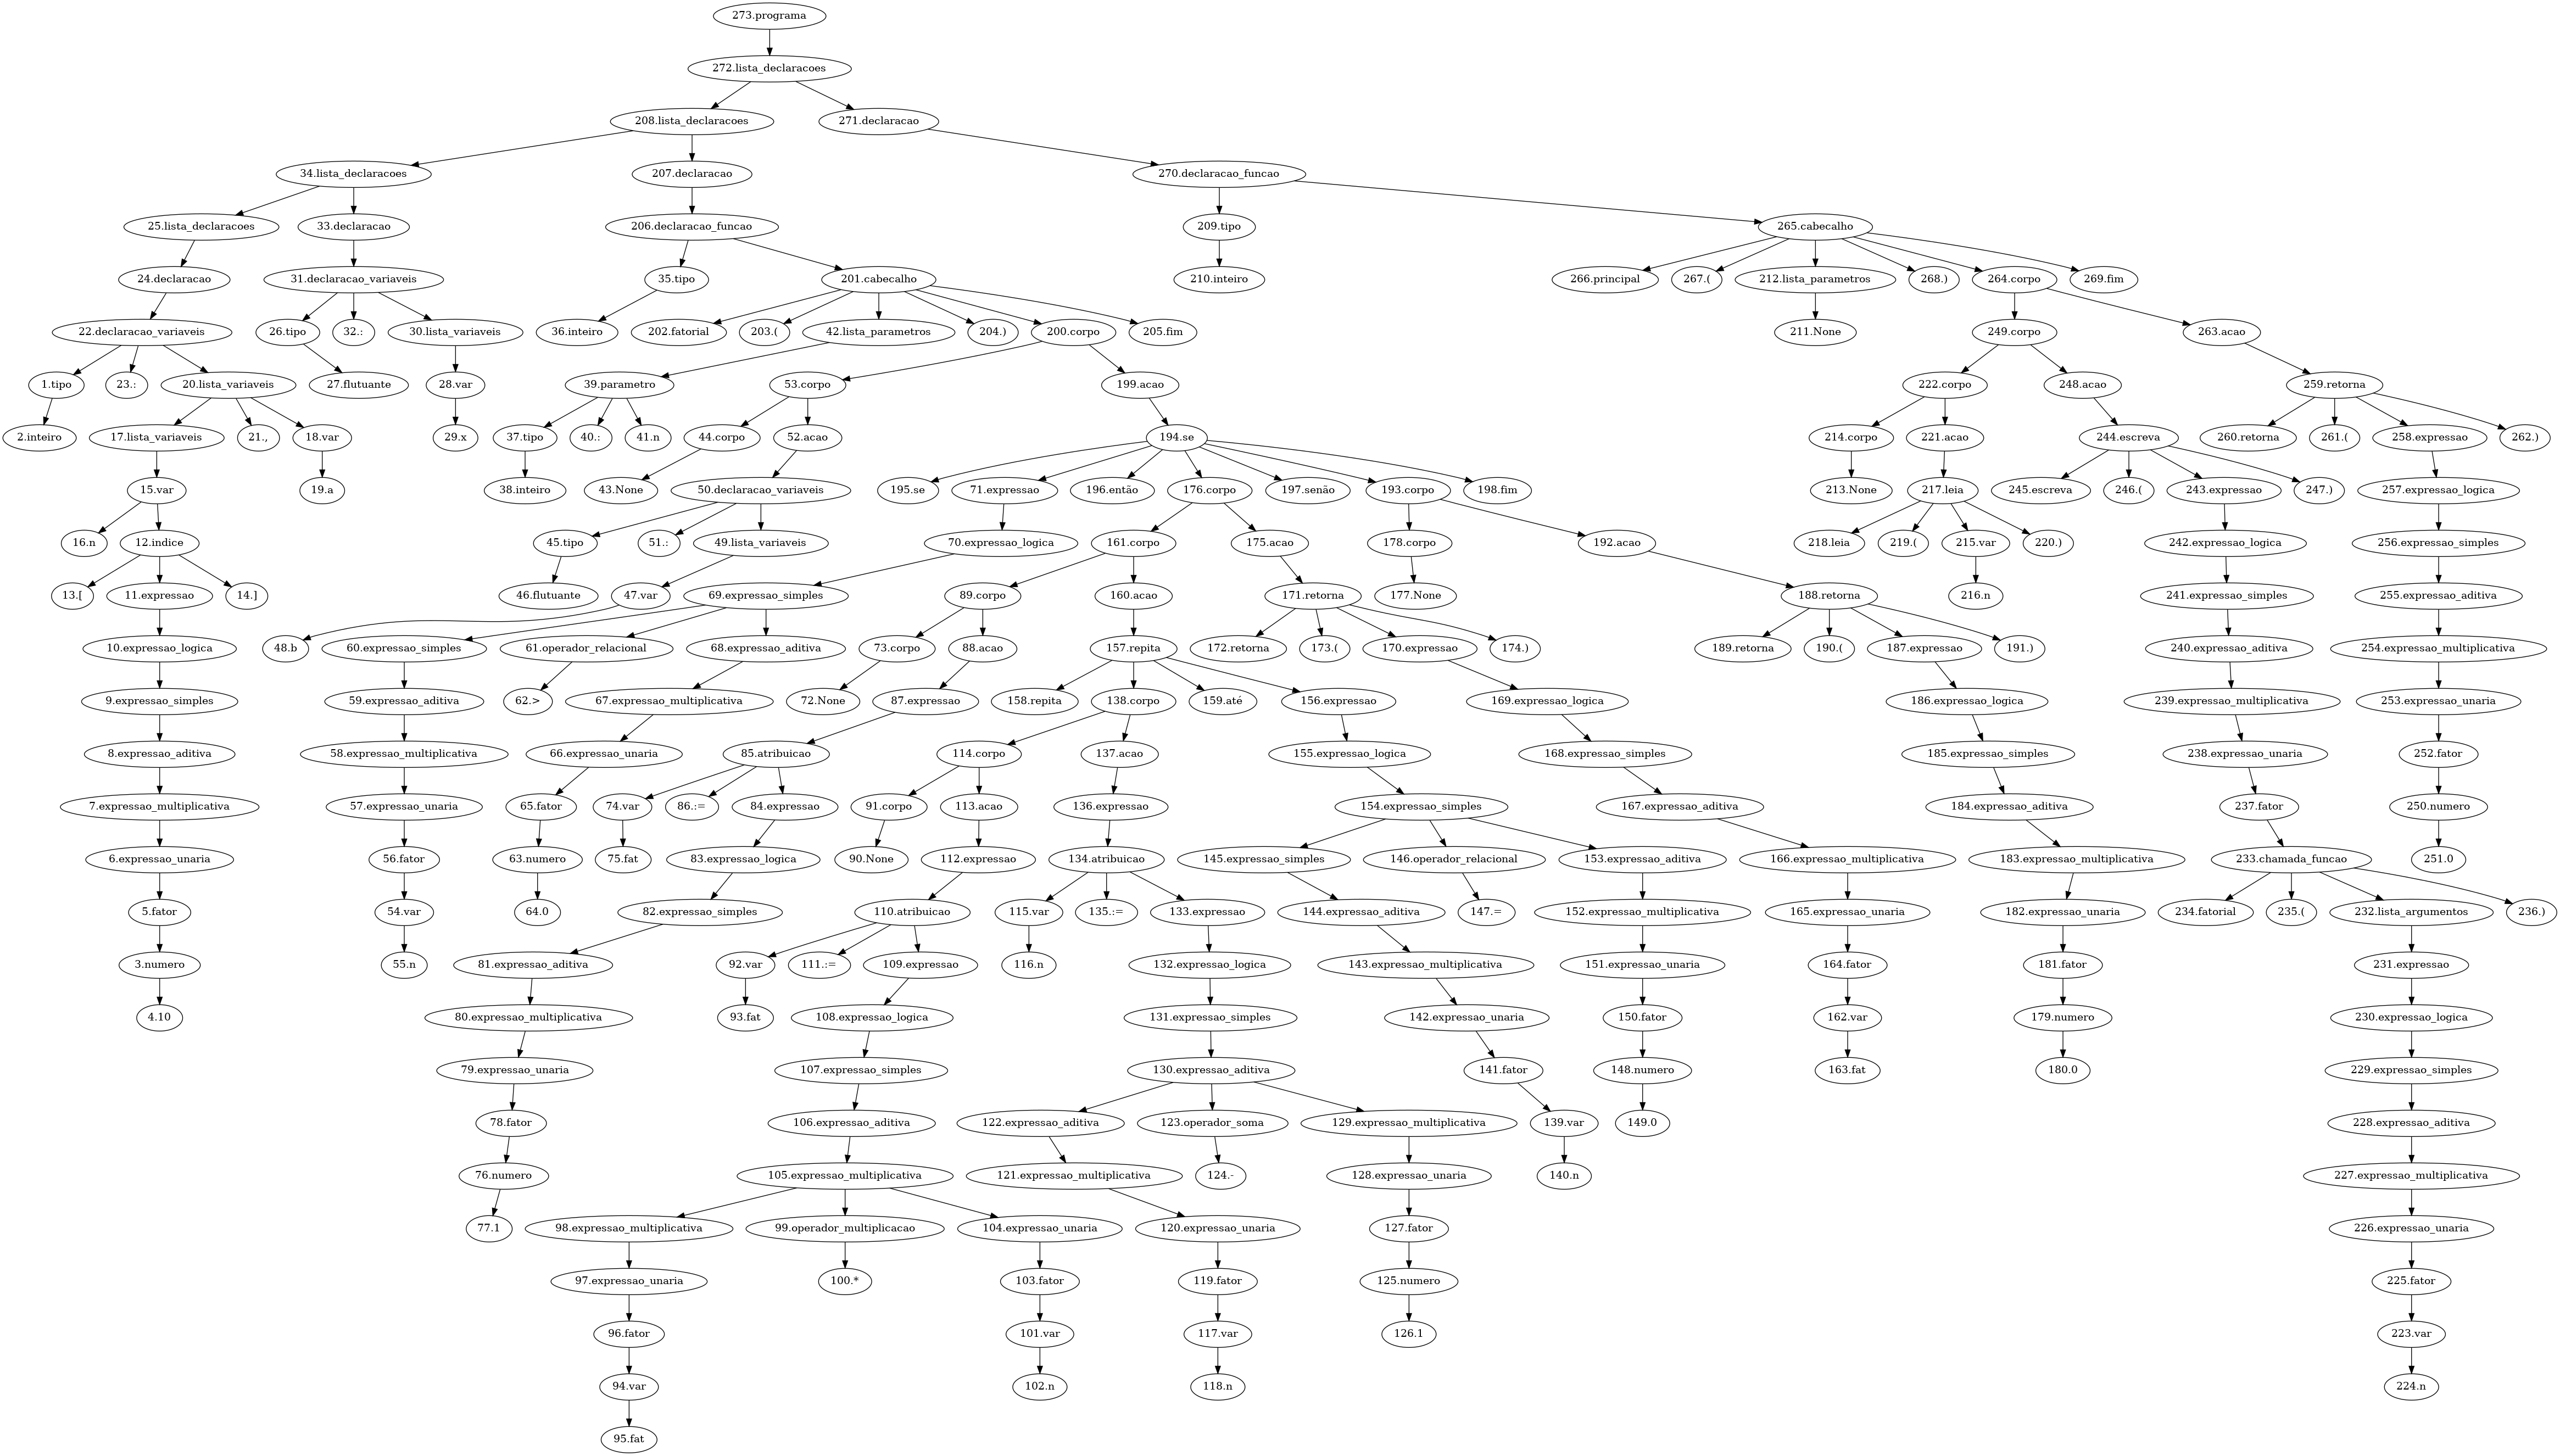 273.programa
272.lista_declaracoes
208.lista_declaracoes 271.declaracao
34.lista_declaracoes 207.declaracao 270.declaracao_funcao
25.lista_declaracoes 33.declaracao 206.declaracao_funcao 209.tipo 265.cabecalho
24.declaracao 31.declaracao_variaveis 35.tipo 201.cabecalho 210.inteiro 266.principal 267.( 212.lista_parametros 268.) 264.corpo 269.fim
22.declaracao_variaveis 26.tipo 32.: 30.lista_variaveis 36.inteiro 202.fatorial 203.( 42.lista_parametros 204.) 200.corpo 205.fim 211.None 249.corpo 263.acao
1.tipo 23.: 20.lista_variaveis 27.flutuante 28.var 39.parametro 53.corpo 199.acao 222.corpo 248.acao 259.retorna
2.inteiro 17.lista_variaveis 21., 18.var 29.x 37.tipo 40.: 41.n 44.corpo 52.acao 194.se 214.corpo 221.acao 244.escreva 260.retorna 261.( 258.expressao 262.)
15.var 19.a 38.inteiro 43.None 50.declaracao_variaveis 195.se 71.expressao 196.então 176.corpo 197.senão 193.corpo 198.fim 213.None 217.leia 245.escreva 246.( 243.expressao 247.) 257.expressao_logica
16.n 12.indice 45.tipo 51.: 49.lista_variaveis 70.expressao_logica 161.corpo 175.acao 178.corpo 192.acao 218.leia 219.( 215.var 220.) 242.expressao_logica 256.expressao_simples
13.[ 11.expressao 14.] 46.flutuante 47.var 69.expressao_simples 89.corpo 160.acao 171.retorna 177.None 188.retorna 216.n 241.expressao_simples 255.expressao_aditiva
10.expressao_logica 48.b 60.expressao_simples 61.operador_relacional 68.expressao_aditiva 73.corpo 88.acao 157.repita 172.retorna 173.( 170.expressao 174.) 189.retorna 190.( 187.expressao 191.) 240.expressao_aditiva 254.expressao_multiplicativa
9.expressao_simples 59.expressao_aditiva 62.> 67.expressao_multiplicativa 72.None 87.expressao 158.repita 138.corpo 159.até 156.expressao 169.expressao_logica 186.expressao_logica 239.expressao_multiplicativa 253.expressao_unaria
8.expressao_aditiva 58.expressao_multiplicativa 66.expressao_unaria 85.atribuicao 114.corpo 137.acao 155.expressao_logica 168.expressao_simples 185.expressao_simples 238.expressao_unaria 252.fator
7.expressao_multiplicativa 57.expressao_unaria 65.fator 74.var 86.:= 84.expressao 91.corpo 113.acao 136.expressao 154.expressao_simples 167.expressao_aditiva 184.expressao_aditiva 237.fator 250.numero
6.expressao_unaria 56.fator 63.numero 75.fat 83.expressao_logica 90.None 112.expressao 134.atribuicao 145.expressao_simples 146.operador_relacional 153.expressao_aditiva 166.expressao_multiplicativa 183.expressao_multiplicativa 233.chamada_funcao 251.0
5.fator 54.var 64.0 82.expressao_simples 110.atribuicao 115.var 135.:= 133.expressao 144.expressao_aditiva 147.= 152.expressao_multiplicativa 165.expressao_unaria 182.expressao_unaria 234.fatorial 235.( 232.lista_argumentos 236.)
3.numero 55.n 81.expressao_aditiva 92.var 111.:= 109.expressao 116.n 132.expressao_logica 143.expressao_multiplicativa 151.expressao_unaria 164.fator 181.fator 231.expressao
4.10 80.expressao_multiplicativa 93.fat 108.expressao_logica 131.expressao_simples 142.expressao_unaria 150.fator 162.var 179.numero 230.expressao_logica
79.expressao_unaria 107.expressao_simples 130.expressao_aditiva 141.fator 148.numero 163.fat 180.0 229.expressao_simples
78.fator 106.expressao_aditiva 122.expressao_aditiva 123.operador_soma 129.expressao_multiplicativa 139.var 149.0 228.expressao_aditiva
76.numero 105.expressao_multiplicativa 121.expressao_multiplicativa 124.- 128.expressao_unaria 140.n 227.expressao_multiplicativa
77.1 98.expressao_multiplicativa 99.operador_multiplicacao 104.expressao_unaria 120.expressao_unaria 127.fator 226.expressao_unaria
97.expressao_unaria 100.* 103.fator 119.fator 125.numero 225.fator
96.fator 101.var 117.var 126.1 223.var
94.var 102.n 118.n 224.n
95.fat